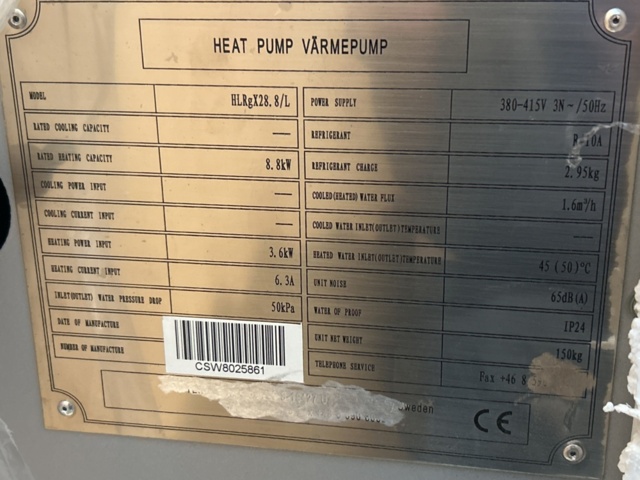 HEAT PUMP VÄRMEPUMP
MODEL HLRgX28.8/L
RATED COOLING CAPACITY —
RATED HEATING CAPACITY 8.8kW
COOLING POWER INPUT —
COOLING CURRENT INPUT —
HEATING POWER INPUT 3.6kW
HEATING CURRENT INPUT 6.3A
INLET(OUTLET) WATER PRESSURE DROP 50kPa
DATE OF MANUFACTURE
NUMBER OF MANUFACTURE
CSW8025861
POWER SUPPLY 380-415V 3N~/50Hz
REFRIGERANT
REFRIGERANT CHARGE 2.95kg
COOLED(HEATED) WATER FLUX 1.6m³/h
COOLED WATER INLET(OUTLET)TEMPERATURE —
HEATED WATER INLET(OUTLET)TEMPERATURE 45(50)°C
UNIT NOISE 65dB(A)
WATER OF PROOF IP24
UNIT NET WEIGHT 150kg
TELEPHONE SERVICE Fax +46 8
Sweden
CE